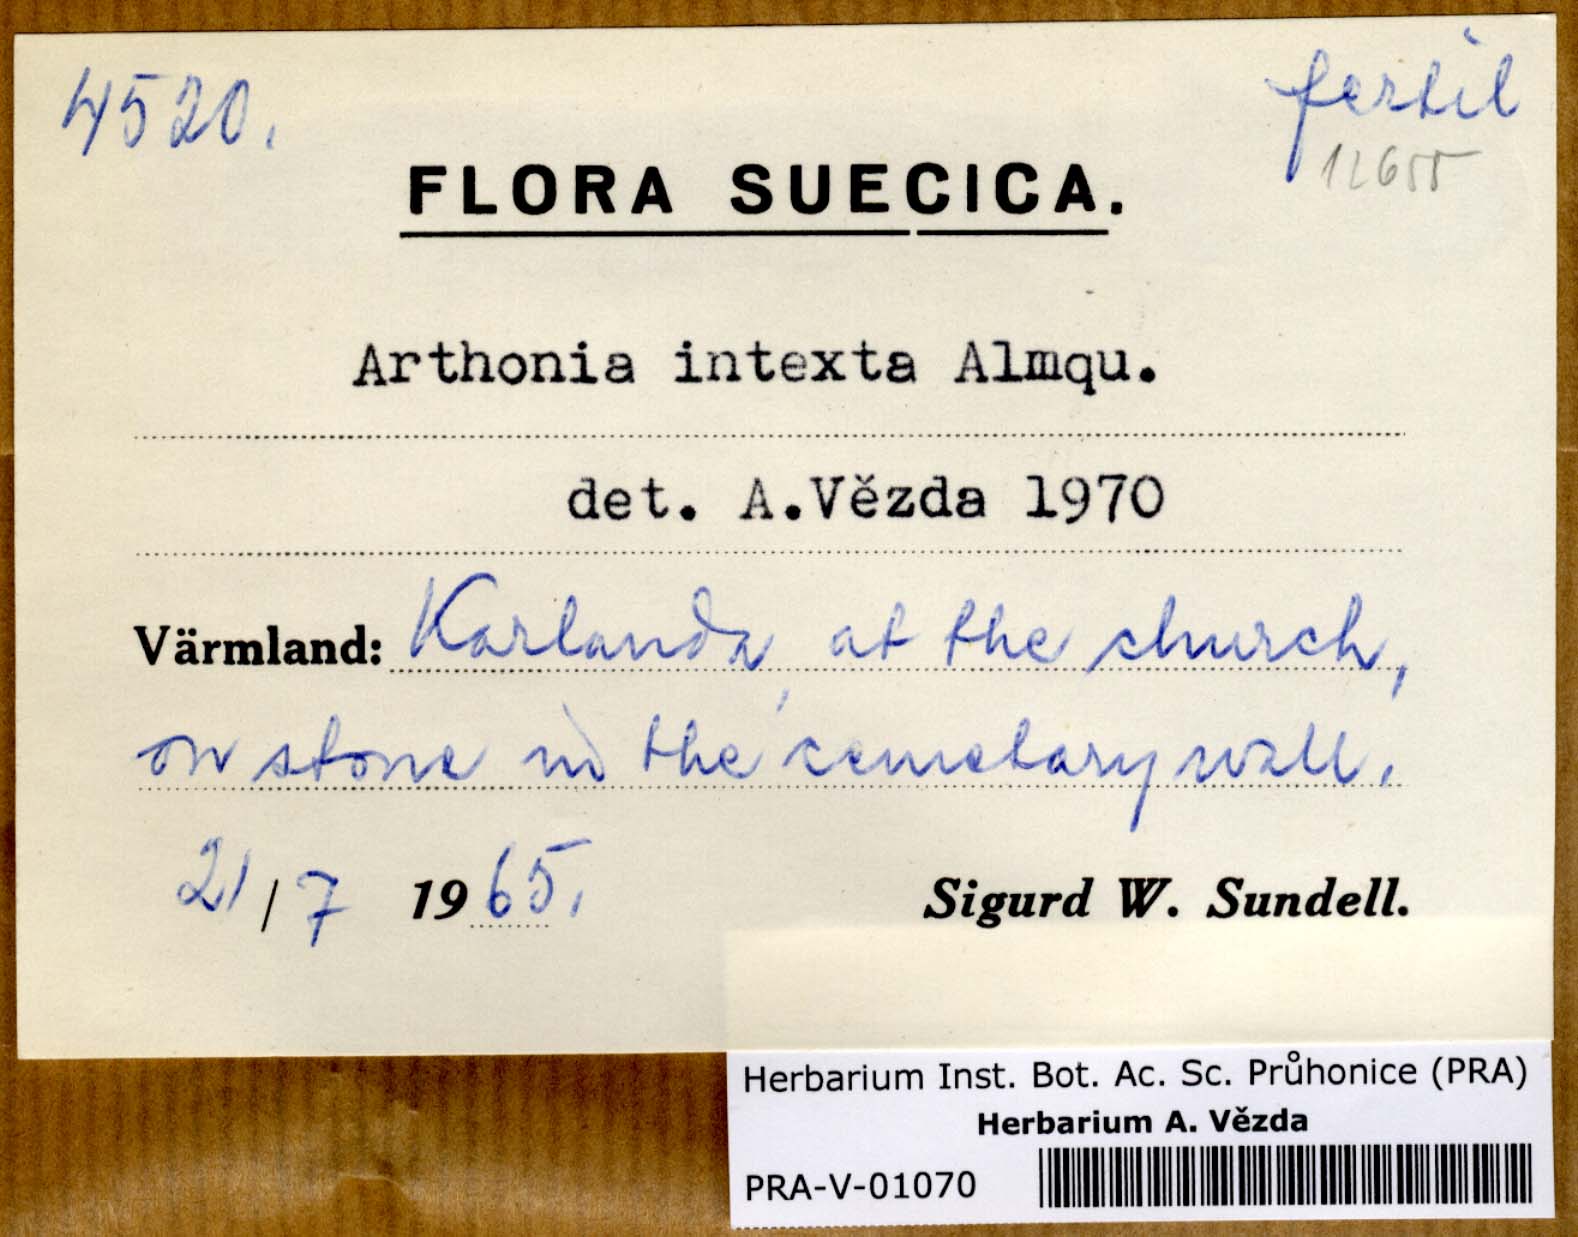 4520.
fertil
12655
FLORA SUECICA.
Arthonia intexta Almqu.
det. A.Vězda 1970
Värmland: Karlanda, at the church,
on stone in the cemetary wall.
21/7 1965.
Sigurd W. Sundell.
Herbarium Inst. Bot. Ac. Sc. Průhonice (PRA)
Herbarium A. Vězda
PRA-V-01070